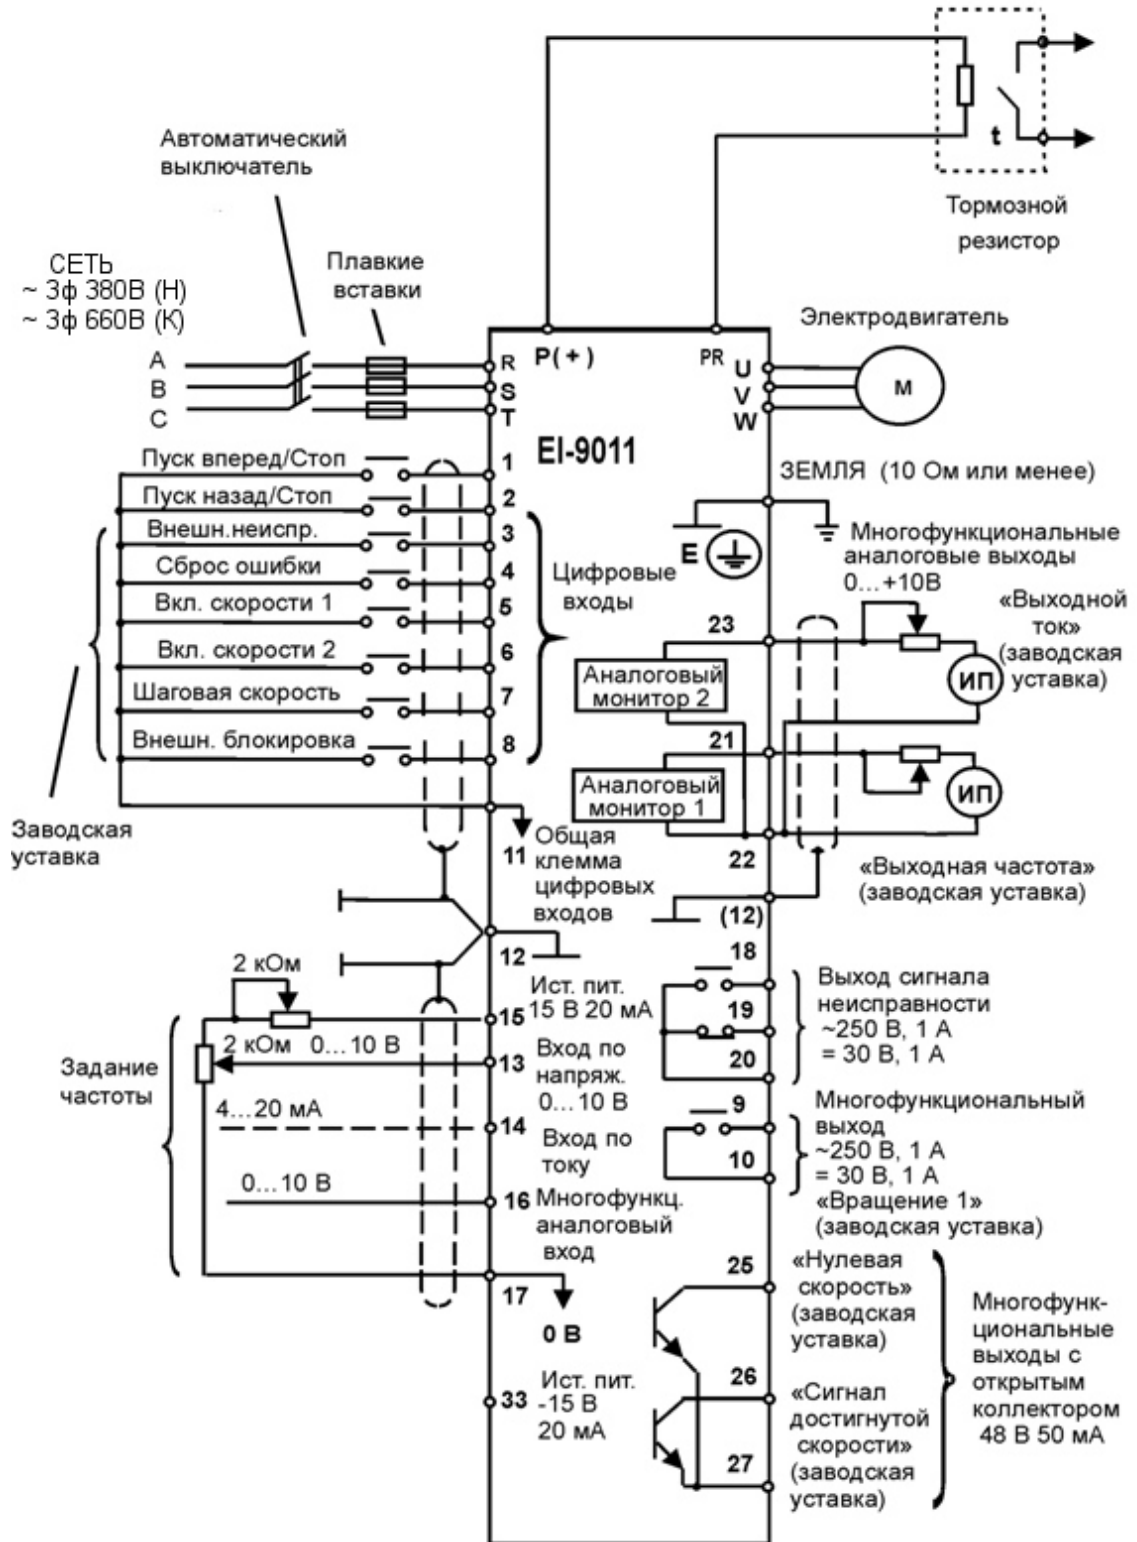 t
Тормозной
резистор
Автоматический
выключатель
СЕТЬ
~ 3ф 380В (Н)
~ 3ф 660В (К)
Плавкие
вставки
Электродвигатель
A
B
C
R
S
T
P(+)
PR
U
V
W
M
EI-9011
Пуск вперед/Стоп
1
Пуск назад/Стоп
2
Внешн.неиспр.
3
Сброс ошибки
4
Вкл. скорости 1
5
Вкл. скорости 2
6
Шаговая скорость
7
Внешн. блокировка
8
Цифровые
входы
Заводская
уставка
11
Общая
клемма
цифровых
входов
12
ЗЕМЛЯ (10 Ом или менее)
E
Многофункциональные
аналоговые выходы
0...+10В
«Выходной
ток»
(заводская
уставка)
23
Аналоговый
монитор 2
ИП
21
Аналоговый
монитор 1
ИП
22
«Выходная частота»
(заводская уставка)
(12)
2 кОм
15
Ист. пит.
15 В 20 мА
2 кОм 0...10 В
13
Вход по
напряж.
0...10 В
Задание
частоты
4...20 мА
14
Вход по
току
0...10 В
16
Многофункц.
аналоговый
вход
17
0 В
33
Ист. пит.
-15 В
20 мА
18
19
20
Выход сигнала
неисправности
~250 В, 1 А
= 30 В, 1 А
9
10
Многофункциональный
выход
~250 В, 1 А
= 30 В, 1 А
«Вращение 1»
(заводская уставка)
25
«Нулевая
скорость»
(заводская
уставка)
26
«Сигнал
достигнутой
скорости»
(заводская
уставка)
27
Многофунк-
циональные
выходы с
открытым
коллектором
48 В 50 мА